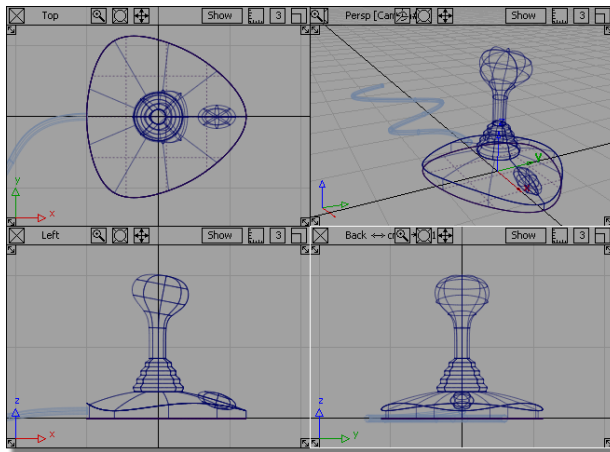 Top Show 3
Persp [Cam Show 3
y
x
y
x
Left Show 3
Back ↔ Show 3
z
x
z
y